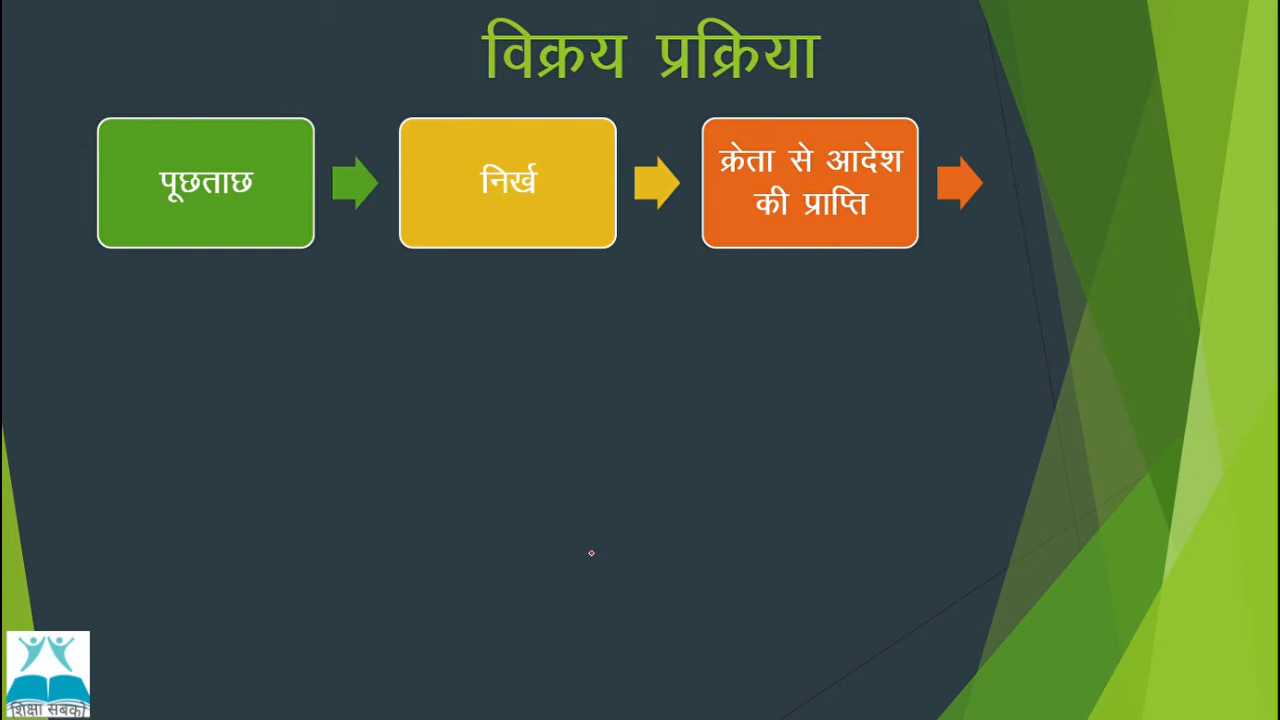 विक्रय प्रक्रिया
पूछताछ
निर्ख
क्रेता से आदेश
की प्राप्ति
शिक्षा सबको